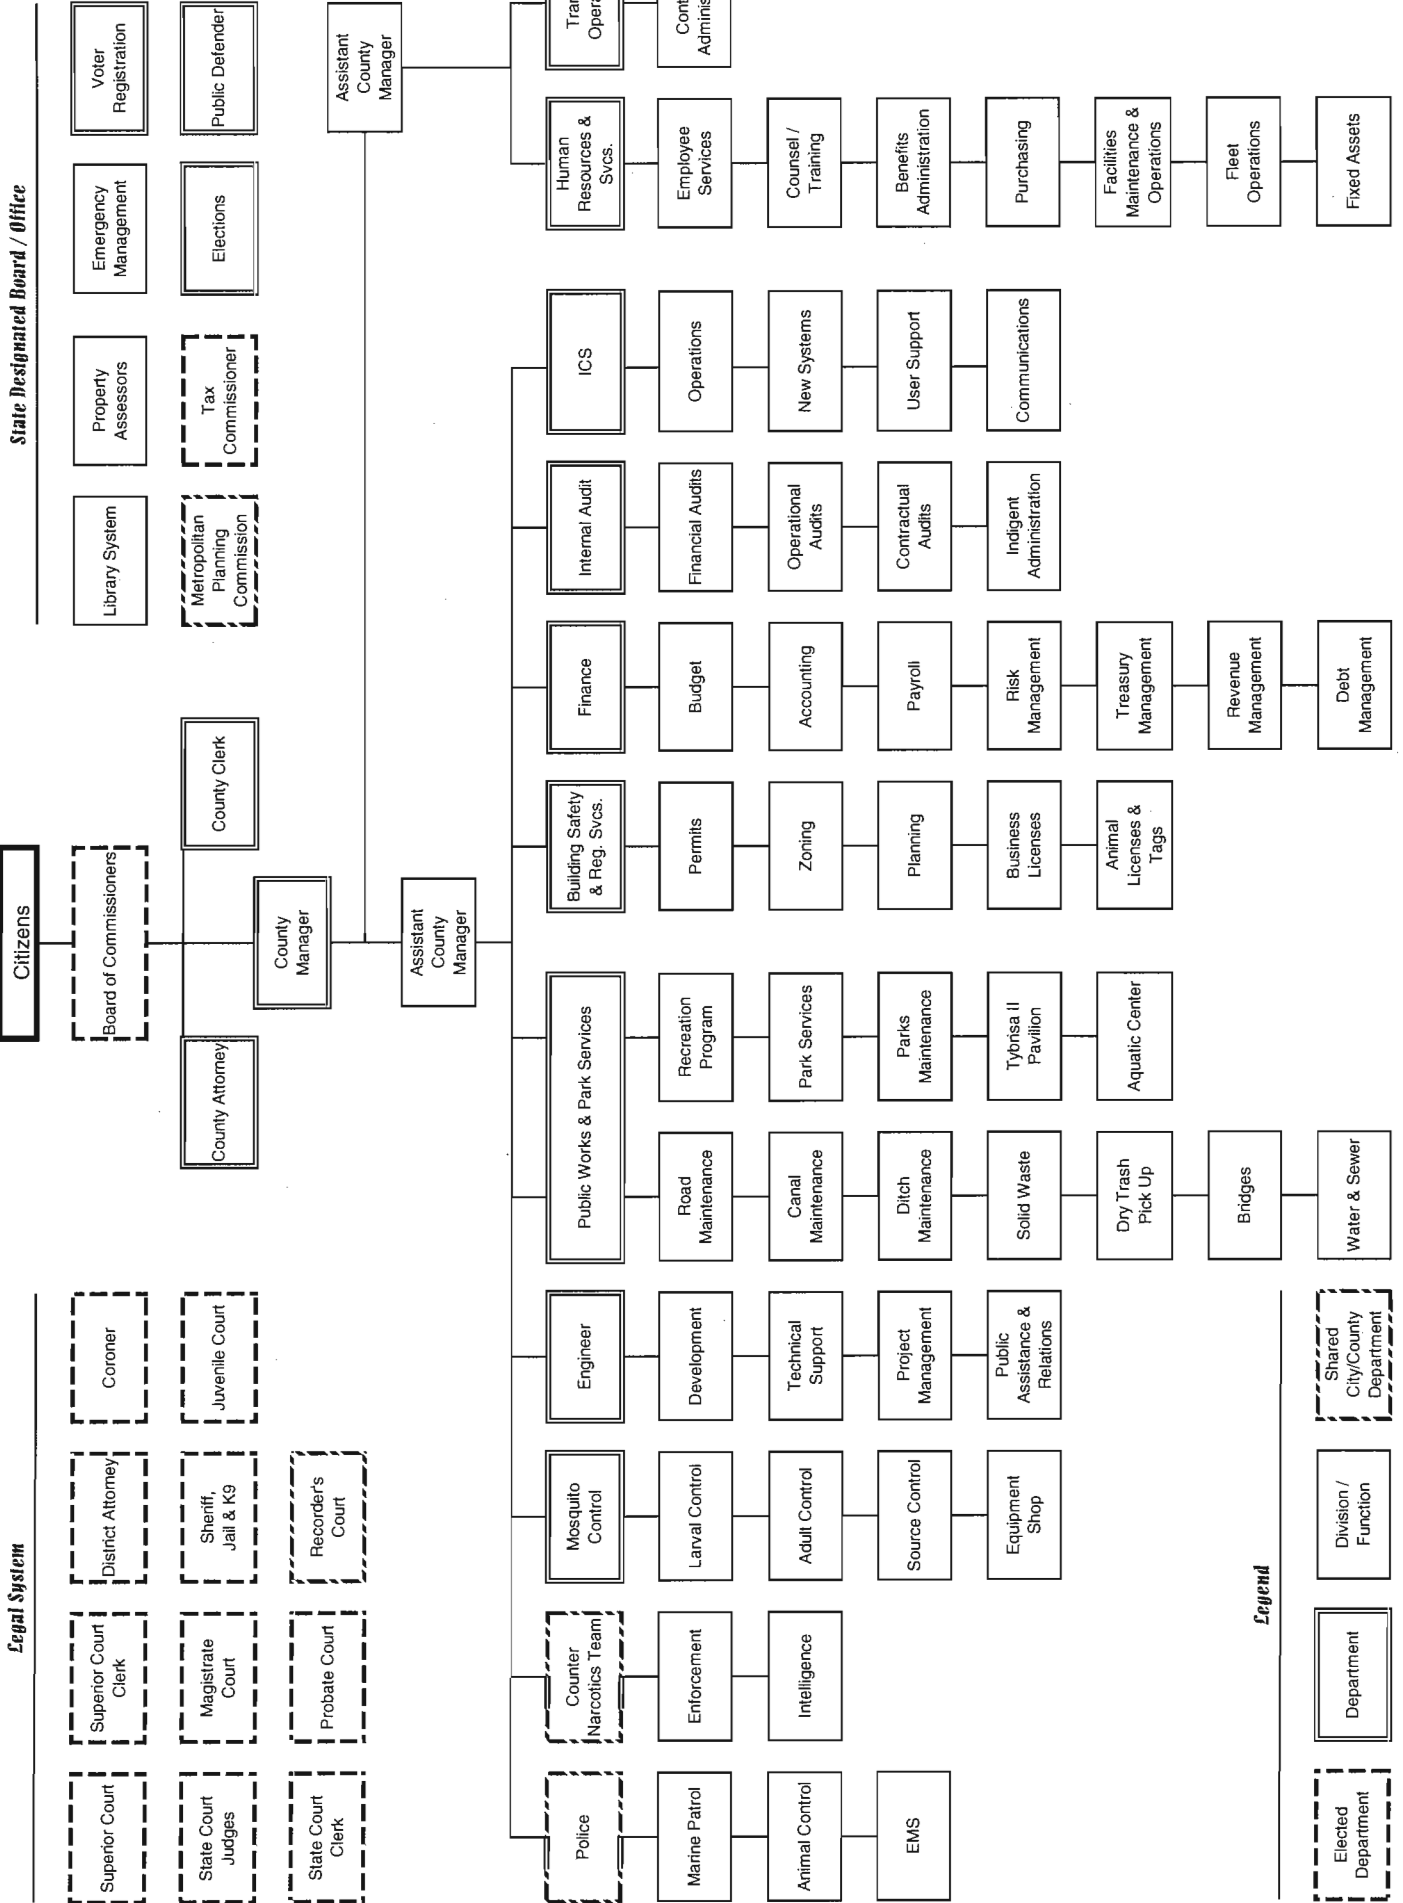 Citizens
Legal System
State Designated Board / Office
Superior Court
Superior Court
Clerk
District Attorney
Coroner
Board of Commissioners
Library System
Property
Assessors
Emergency
Management
Voter
Registration
State Court
Judges
Magistrate
Court
Sheriff,
Jail & K9
Juvenile Court
County Attorney
County Clerk
Metropolitan
Planning
Commission
Tax
Commissioner
Elections
Public Defender
State Court
Clerk
Probate Court
Recorder's
Court
County
Manager
Assistant
County
Manager
Assistant
County
Manager
Police
Marine Patrol
Animal Control
EMS
Counter
Narcotics Team
Enforcement
Intelligence
Mosquito
Control
Larval Control
Adult Control
Source Control
Equipment
Shop
Engineer
Development
Technical
Support
Project
Management
Public
Assistance &
Relations
Public Works & Park Services
Road
Maintenance
Canal
Maintenance
Ditch
Maintenance
Solid Waste
Dry Trash
Pick Up
Bridges
Water & Sewer
Recreation
Program
Park Services
Parks
Maintenance
Tybrisa II
Pavilion
Aquatic Center
Building Safety
& Reg. Svcs.
Permits
Zoning
Planning
Business
Licenses
Animal
Licenses &
Tags
Finance
Budget
Accounting
Payroll
Risk
Management
Treasury
Management
Revenue
Management
Debt
Management
Internal Audit
Financial Audits
Operational
Audits
Contractual
Audits
Indigent
Administration
ICS
Operations
New Systems
User Support
Communications
Human
Resources &
Svcs.
Employee
Services
Counsel /
Training
Benefits
Administration
Purchasing
Facilities
Maintenance &
Operations
Fleet
Operations
Fixed Assets
Opera
Cont
Adminis
Legend
Elected
Department
Department
Division /
Function
Shared
City/County
Department